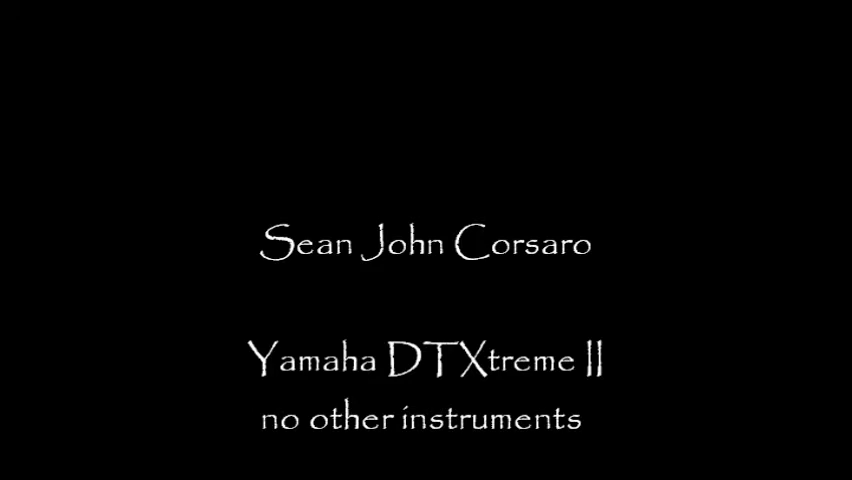 Sean John Corsaro
Yamaha DTXtreme II
no other instruments